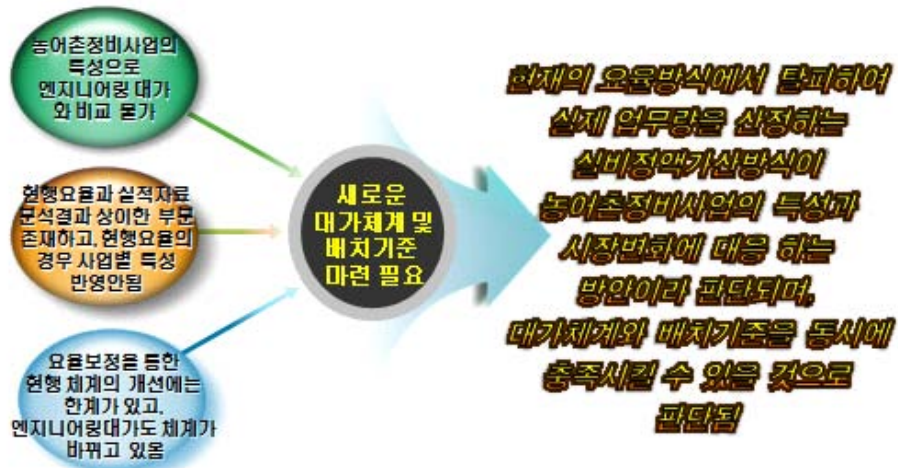 농어촌정비사업의
특성으로
엔지니어링 대가
와 비교 불가
현행요율과 실적자료
분석결과 상이한 부문
존재하고, 현행요율의
경우 사업별 특성
반영안됨
요율보정을 통한
현행 체계의 개선에는
한계가 있고,
엔지니어링대가도 체계가
바뀌고 있음
새로운
대가체계 및
배치기준
마련 필요
현재의 요율방식에서 탈피하여
실제 업무량을 산정하는
실비정액가산방식이
농어촌정비사업의 특성과
시장변화에 대응 하는
방안이라 판단되며,
대가체계와 배치기준을 동시에
충족시킬 수 있을 것으로
판단됨